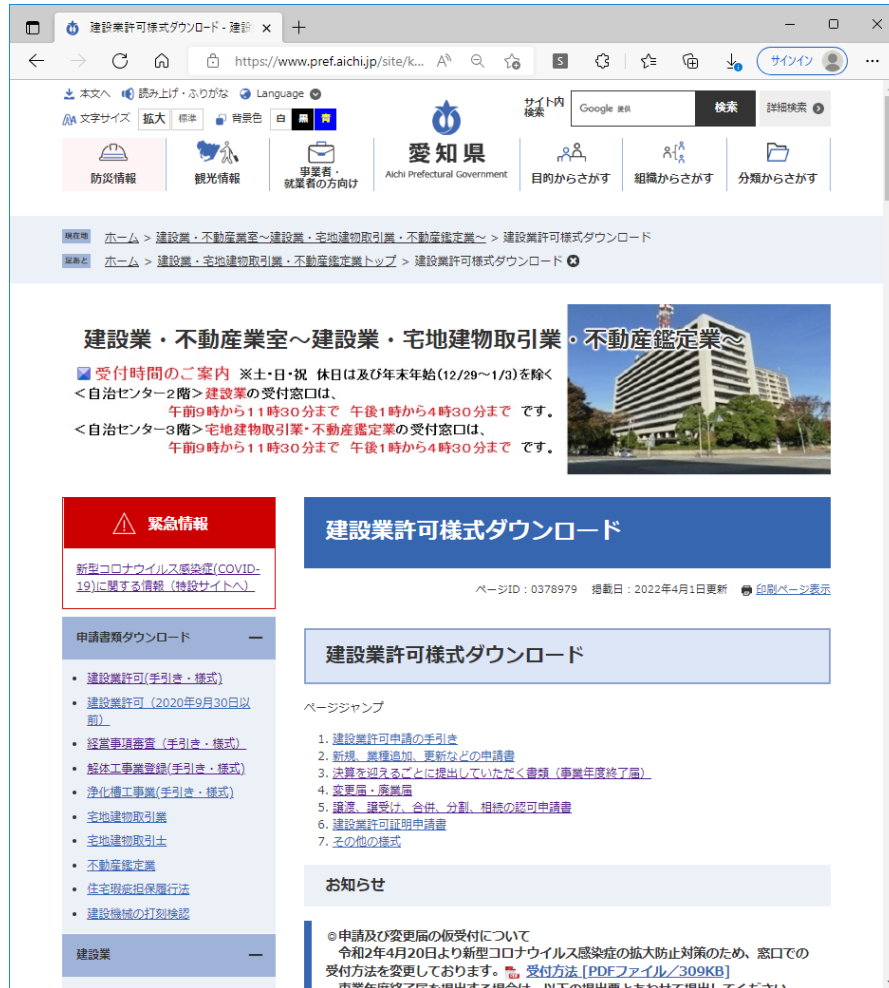 建設業許可様式ダウンロード - 建設
https://www.pref.aichi.jp/site/k...
サインイン
本文へ 読み上げ・ふりがな Language
文字サイズ 拡大 標準 背景色 白 黒 青
サイト内検索 Google 提供 検索 詳細検索
愛知県
Aichi Prefectural Government
防災情報 観光情報 事業者・就業者の方向け 目的からさがす 組織からさがす 分類からさがす
現在地 ホーム > 建設業・不動産業室～建設業・宅地建物取引業・不動産鑑定業～ > 建設業許可様式ダウンロード
足あと ホーム > 建設業・宅地建物取引業・不動産鑑定業トップ > 建設業許可様式ダウンロード
建設業・不動産業室～建設業・宅地建物取引業・不動産鑑定業～
受付時間のご案内 ※土・日・祝 休日は及び年末年始(12/29～1/3)を除く
＜自治センター2階＞建設業の受付窓口は、
午前9時から11時30分まで 午後1時から4時30分まで です。
＜自治センター3階＞宅地建物取引業・不動産鑑定業の受付窓口は、
午前9時から11時30分まで 午後1時から4時30分まで です。
緊急情報
新型コロナウイルス感染症(COVID-
19)に関する情報（特設サイトへ）
申請書類ダウンロード
建設業許可(手引き・様式)
建設業許可（2020年9月30日以
前）
経営事項審査（手引き・様式）
解体工事業登録(手引き・様式)
浄化槽工事業(手引き・様式)
宅地建物取引業
宅地建物取引士
不動産鑑定業
住宅瑕疵担保履行法
建設機械の打刻検認
建設業
建設業許可様式ダウンロード
ページID：0378979 掲載日：2022年4月1日更新 印刷ページ表示
建設業許可様式ダウンロード
ページジャンプ
1. 建設業許可申請の手引き
2. 新規、業種追加、更新などの申請書
3. 決算を迎えるごとに提出していただく書類（事業年度終了届）
4. 変更届・廃業届
5. 譲渡、譲受け、合併、分割、相続の認可申請書
6. 建設業許可証明申請書
7. その他の様式
お知らせ
◎申請及び変更届の仮受付について
令和2年4月20日より新型コロナウイルス感染症の拡大防止対策のため、窓口での
受付方法を変更しております。 受付方法 [PDFファイル／309KB]
事業年度終了届を提出する場合は、以下の提出票とあわせて提出してください